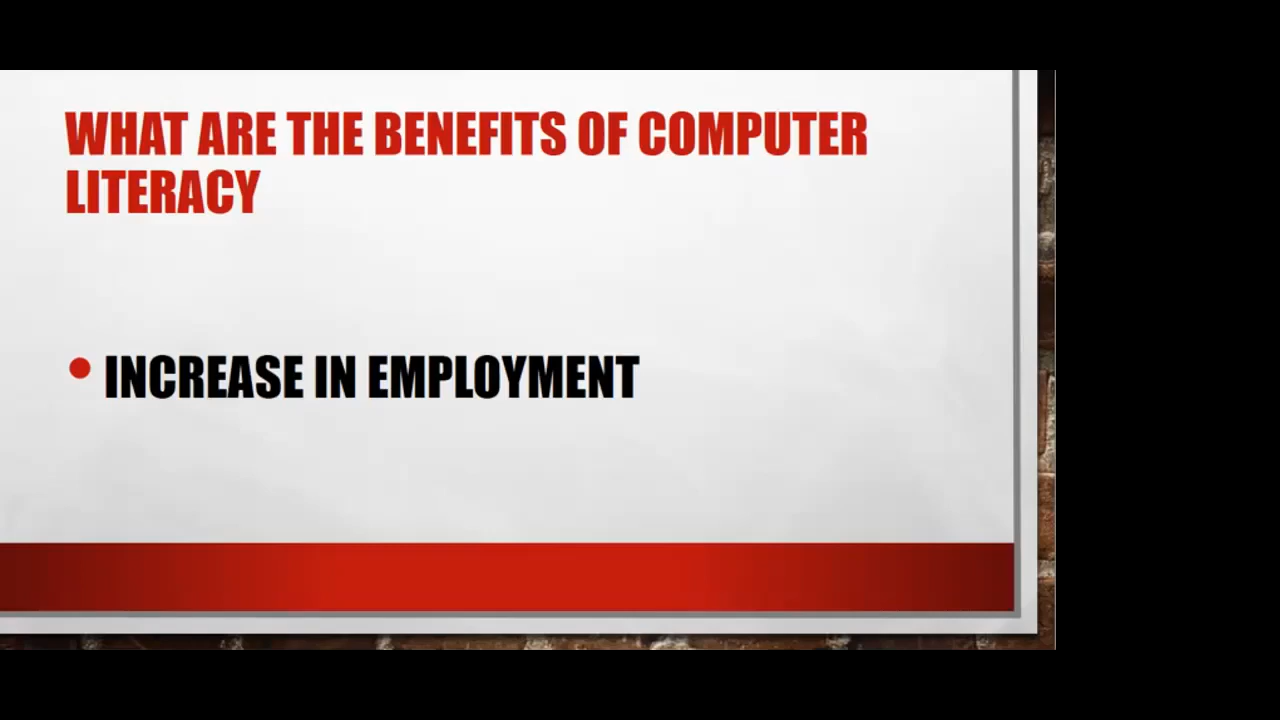 WHAT ARE THE BENEFITS OF COMPUTER
LITERACY
• INCREASE IN EMPLOYMENT